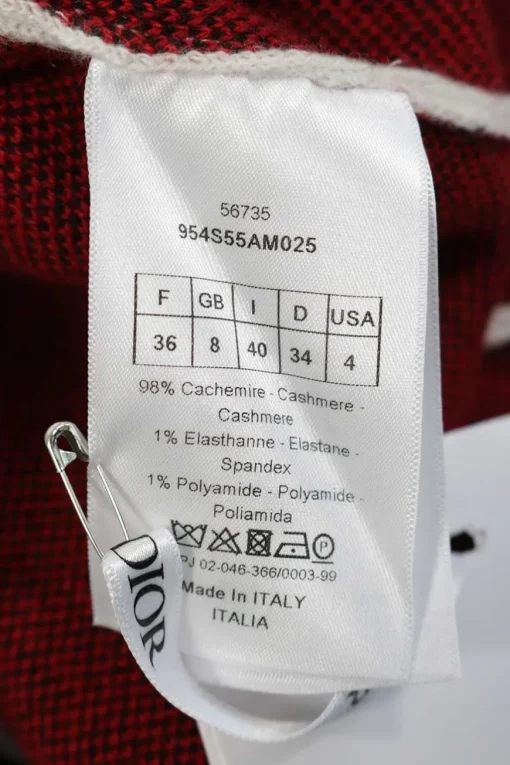 56735
954S55AM025
F GB I D USA
36 8 40 34 4
98% Cachemire - Cashmere -
Cashmere
1% Elasthanne - Elastane -
Spandex
1% Polyamide - Polyamide -
Poliamida
P
PJ 02-046-366/0003-99
Made In ITALY
ITALIA
DIOR